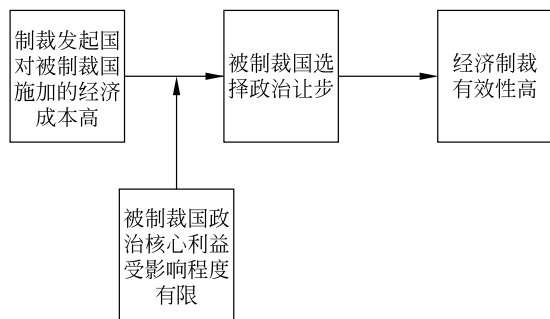 制裁发起国
对被制裁国
施加的经济
成本高
被制裁国选
择政治让步
经济制裁
有效性高
被制裁国政
治核心利益
受影响程度
有限